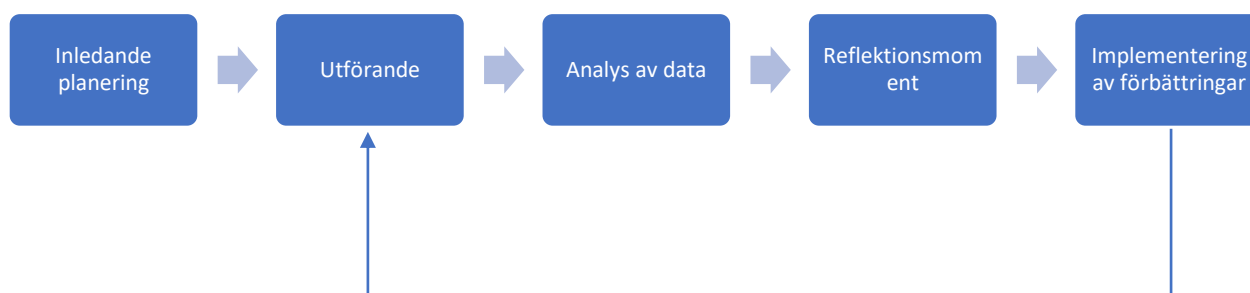 Inledande
planering
Utförande
Analys av data
Reflektionsmom
ent
Implementering
av förbättringar